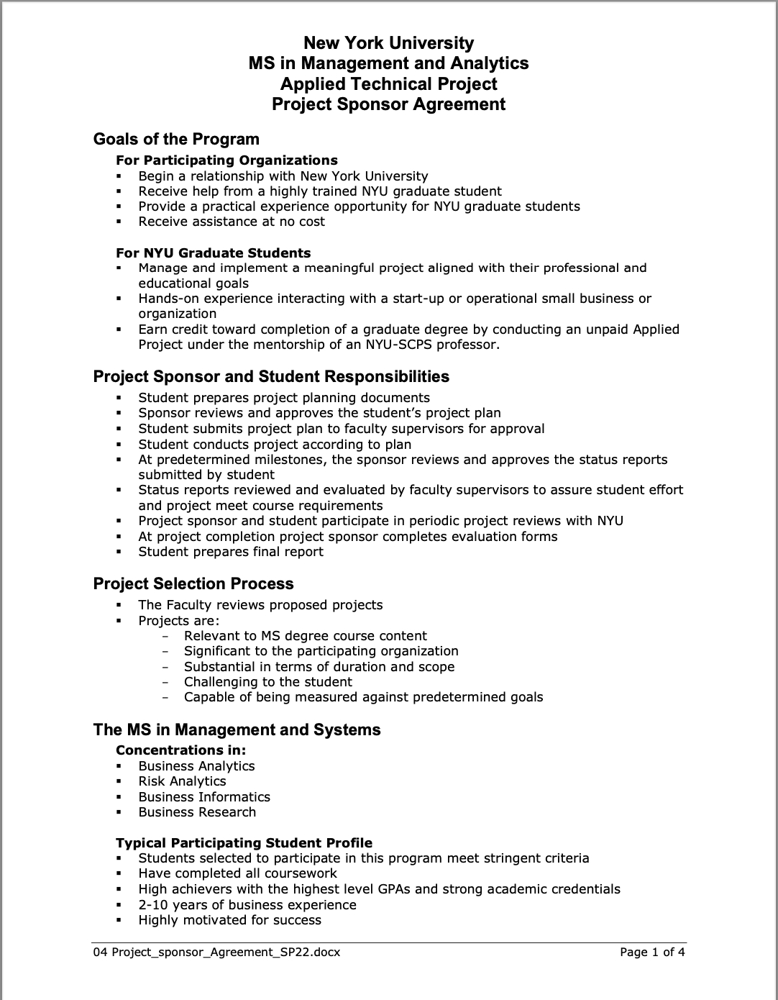 New York University
MS in Management and Analytics
Applied Technical Project
Project Sponsor Agreement
Goals of the Program
For Participating Organizations
▪ Begin a relationship with New York University
▪ Receive help from a highly trained NYU graduate student
▪ Provide a practical experience opportunity for NYU graduate students
▪ Receive assistance at no cost
For NYU Graduate Students
▪ Manage and implement a meaningful project aligned with their professional and
educational goals
▪ Hands-on experience interacting with a start-up or operational small business or
organization
▪ Earn credit toward completion of a graduate degree by conducting an unpaid Applied
Project under the mentorship of an NYU-SCPS professor.
Project Sponsor and Student Responsibilities
▪ Student prepares project planning documents
▪ Sponsor reviews and approves the student’s project plan
▪ Student submits project plan to faculty supervisors for approval
▪ Student conducts project according to plan
▪ At predetermined milestones, the sponsor reviews and approves the status reports
submitted by student
▪ Status reports reviewed and evaluated by faculty supervisors to assure student effort
and project meet course requirements
▪ Project sponsor and student participate in periodic project reviews with NYU
▪ At project completion project sponsor completes evaluation forms
▪ Student prepares final report
Project Selection Process
▪ The Faculty reviews proposed projects
▪ Projects are:
– Relevant to MS degree course content
– Significant to the participating organization
– Substantial in terms of duration and scope
– Challenging to the student
– Capable of being measured against predetermined goals
The MS in Management and Systems
Concentrations in:
▪ Business Analytics
▪ Risk Analytics
▪ Business Informatics
▪ Business Research
Typical Participating Student Profile
▪ Students selected to participate in this program meet stringent criteria
▪ Have completed all coursework
▪ High achievers with the highest level GPAs and strong academic credentials
▪ 2-10 years of business experience
▪ Highly motivated for success
04 Project_sponsor_Agreement_SP22.docx Page 1 of 4